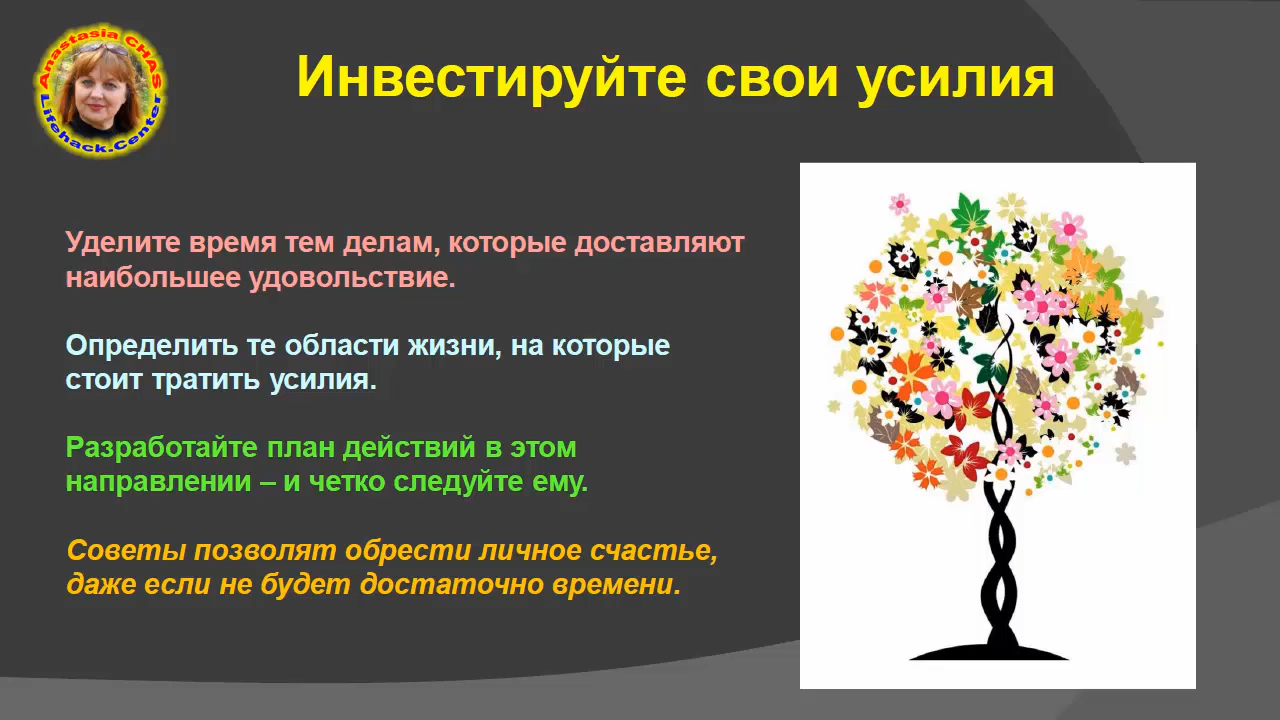 Anastasia CHAS
Lifehack.Center
Инвестируйте свои усилия
Уделите время тем делам, которые доставляют
наибольшее удовольствие.
Определить те области жизни, на которые
стоит тратить усилия.
Разработайте план действий в этом
направлении – и четко следуйте ему.
Советы позволят обрести личное счастье,
даже если не будет достаточно времени.